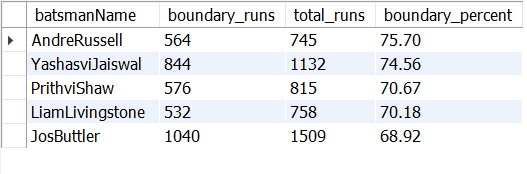 batsmanName boundary_runs total_runs boundary_percent
AndreRussell 564 745 75.70
YashasviJaiswal 844 1132 74.56
PrithviShaw 576 815 70.67
LiamLivingstone 532 758 70.18
JosButtler 1040 1509 68.92